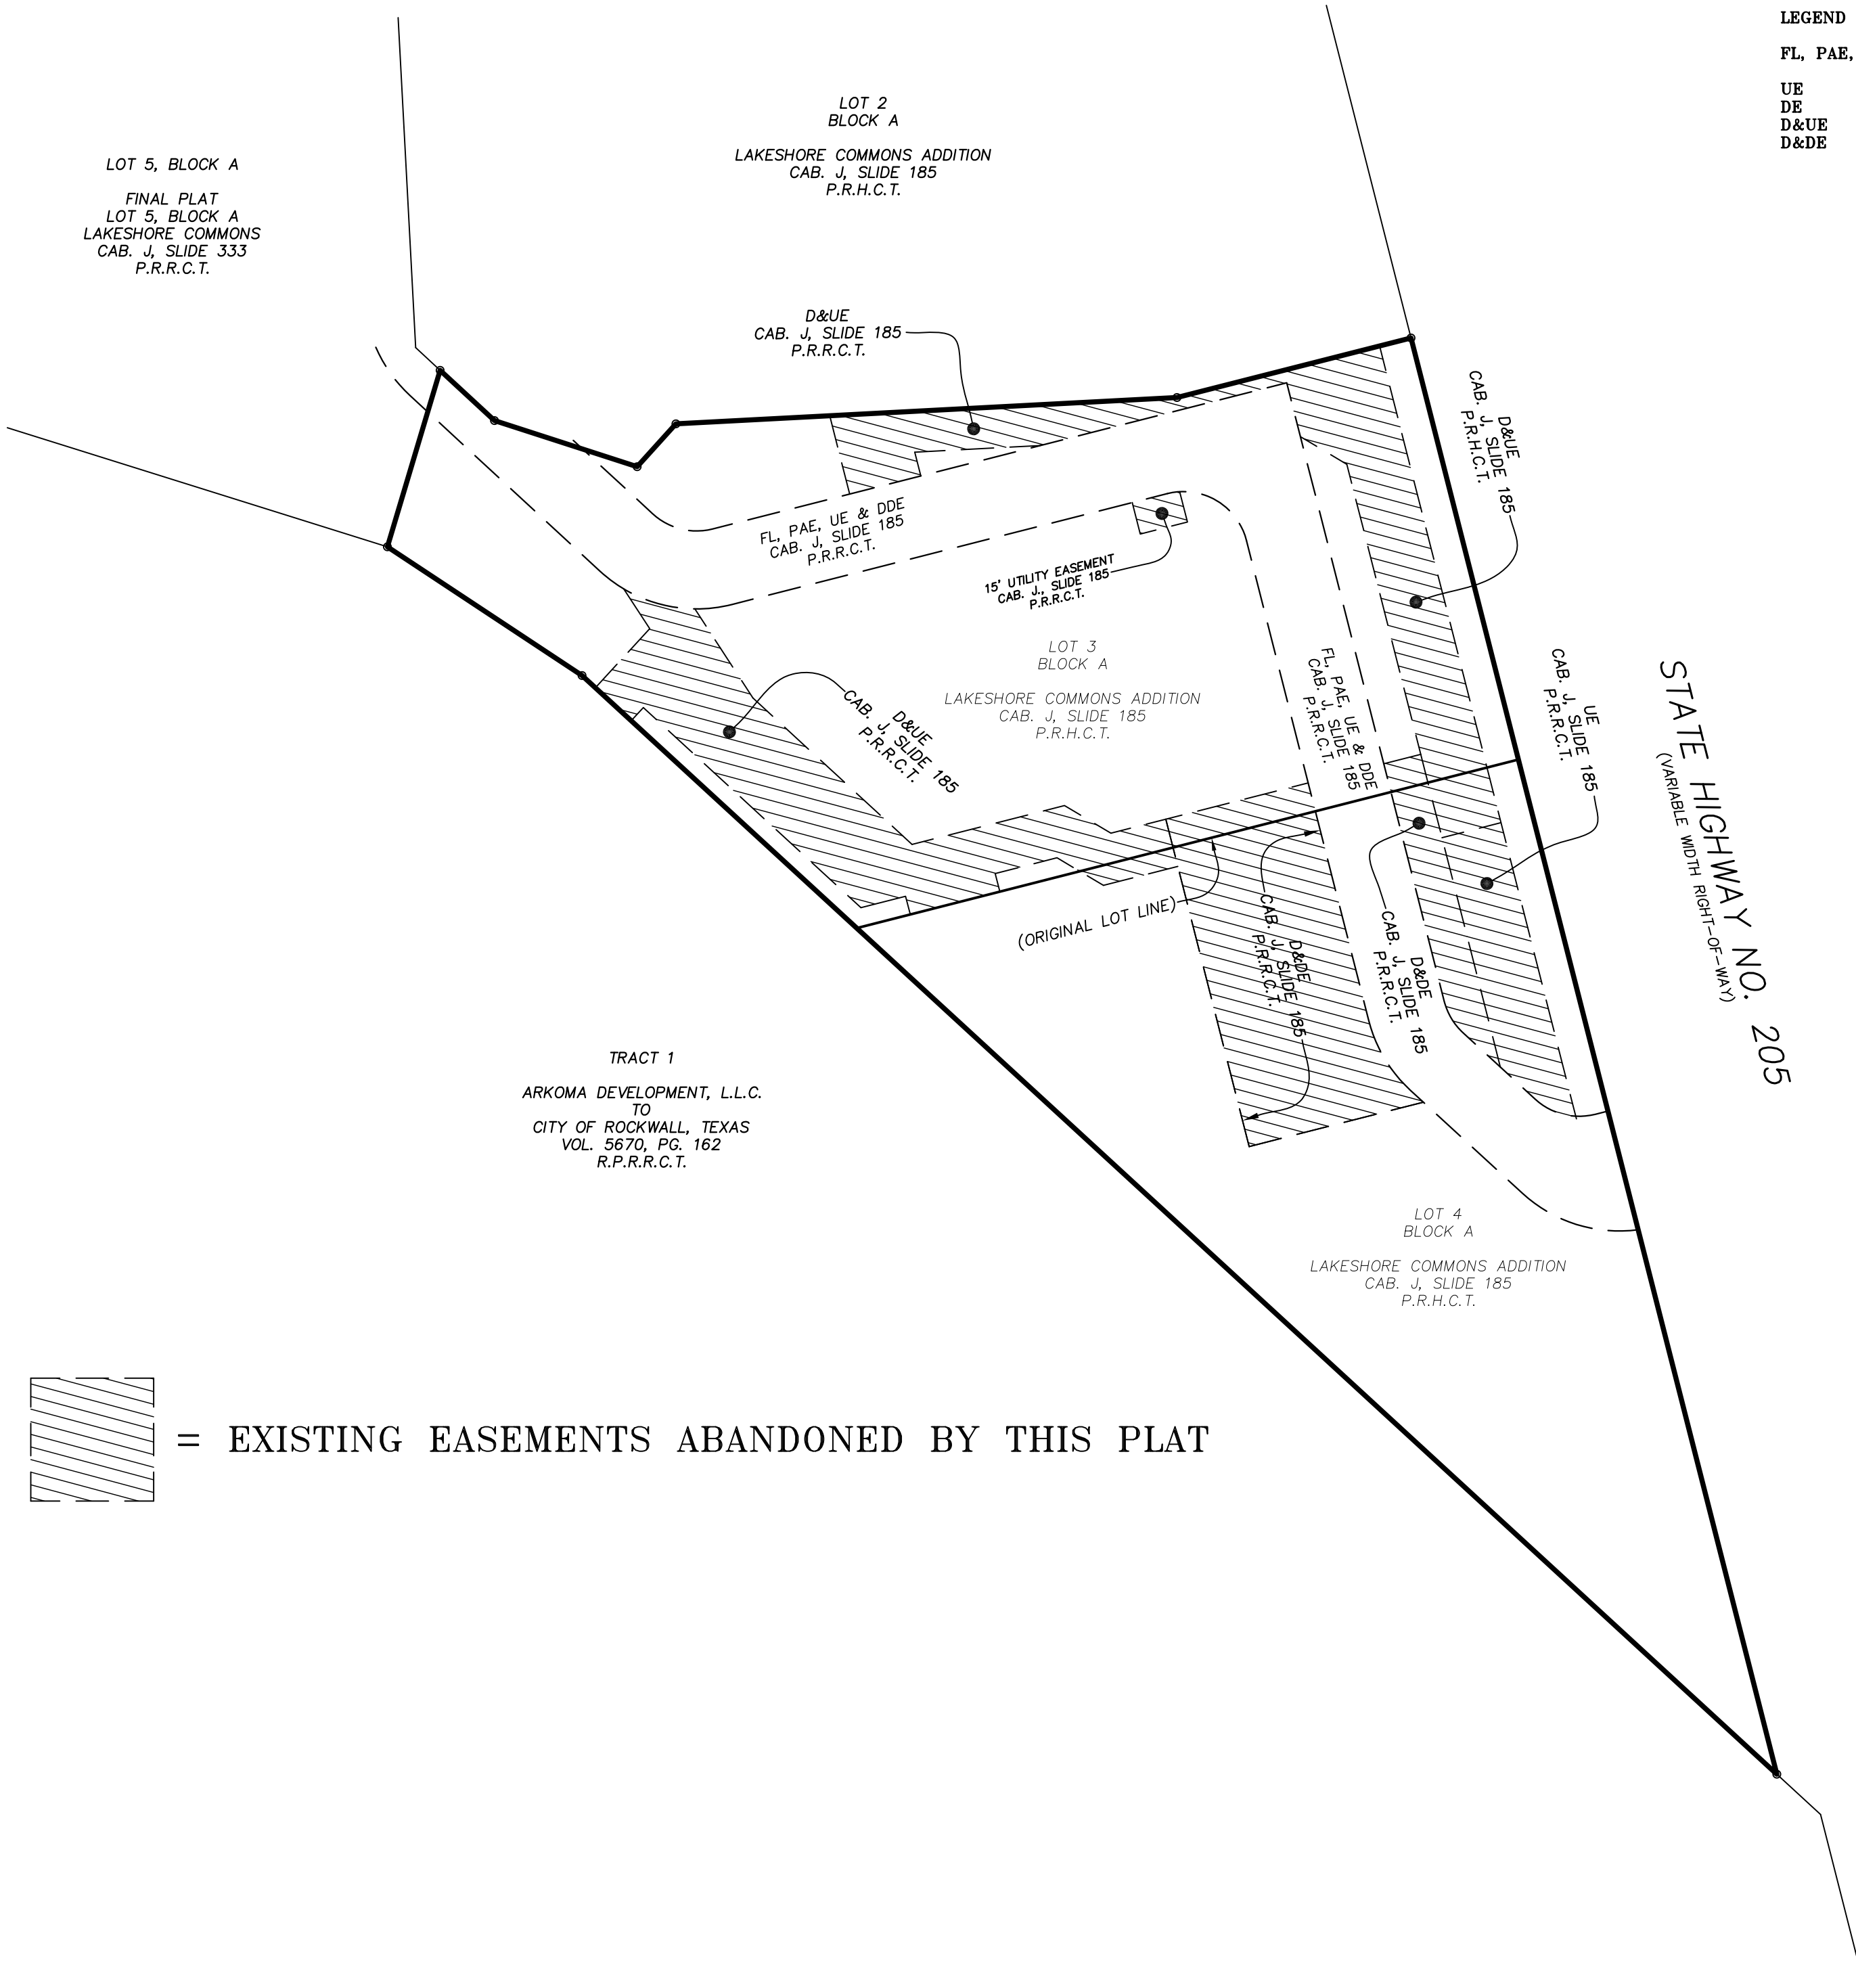 LEGEND
FL, PAE,
UE
DE
D&UE
D&DE
LOT 2
BLOCK A
LAKESHORE COMMONS ADDITION
CAB. J, SLIDE 185
P.R.H.C.T.
LOT 5, BLOCK A
FINAL PLAT
LOT 5, BLOCK A
LAKESHORE COMMONS
CAB. J, SLIDE 333
P.R.R.C.T.
D&UE
CAB. J, SLIDE 185
P.R.R.C.T.
D&UE
CAB. J, SLIDE 185
P.R.H.C.T.
FL, PAE, UE & DDE
CAB. J, SLIDE 185
P.R.R.C.T.
15' UTILITY EASEMENT
CAB. J., SLIDE 185
P.R.R.C.T.
LOT 3
BLOCK A
LAKESHORE COMMONS ADDITION
CAB. J, SLIDE 185
P.R.H.C.T.
FL, PAE, UE & DDE
CAB. J, SLIDE 185
P.R.R.C.T.
UE
CAB. J, SLIDE 185
P.R.R.C.T.
STATE HIGHWAY NO. 205
(VARIABLE WIDTH RIGHT-OF-WAY)
D&UE
CAB. J, SLIDE 185
P.R.R.C.T.
(ORIGINAL LOT LINE)
D&DE
CAB. J, SLIDE 185
P.R.R.C.T.
D&DE
CAB. J, SLIDE 185
P.R.R.C.T.
TRACT 1
ARKOMA DEVELOPMENT, L.L.C.
TO
CITY OF ROCKWALL, TEXAS
VOL. 5670, PG. 162
R.P.R.R.C.T.
LOT 4
BLOCK A
LAKESHORE COMMONS ADDITION
CAB. J, SLIDE 185
P.R.H.C.T.
= EXISTING EASEMENTS ABANDONED BY THIS PLAT